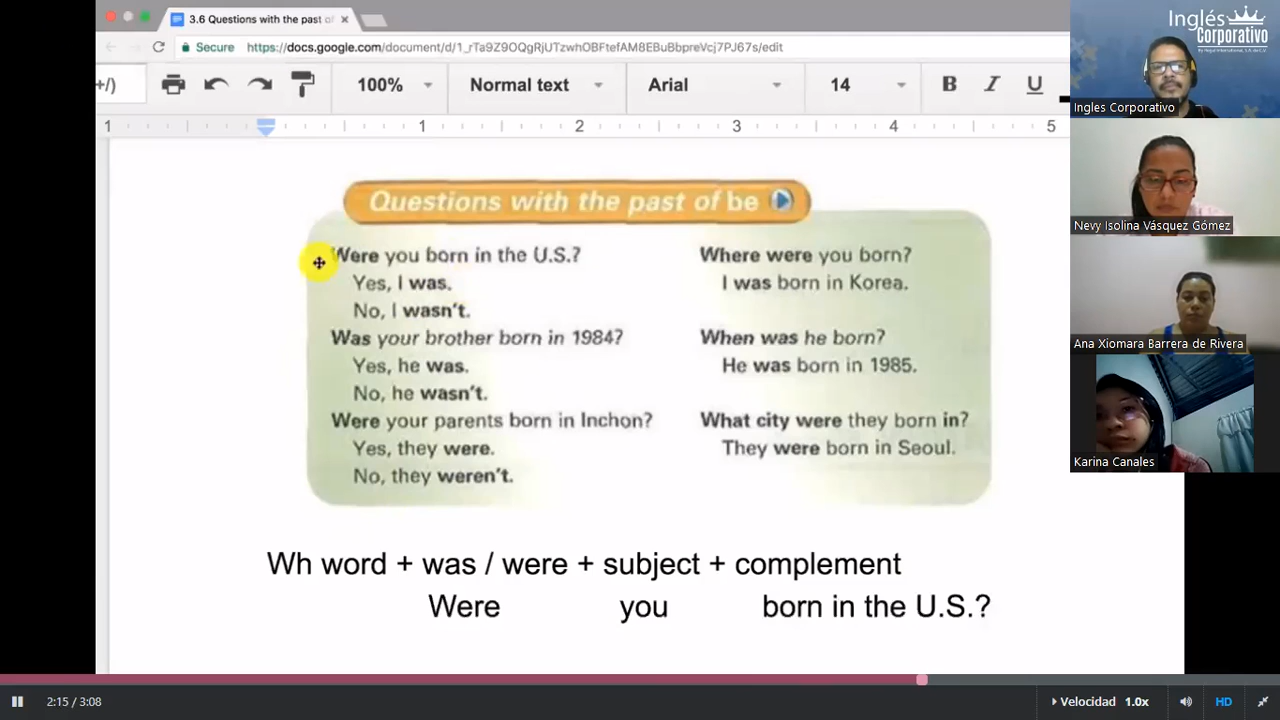 3.6 Questions with the past of
Secure https://docs.google.com/document/d/1_rTa9Z9OQgRjUTzwhOBFtefAM8EBuBbpreVcj7PJ67s/edit
+/) 100% Normal text Arial 14 B I U
1 1 2 3 4 5
Questions with the past of be
Were you born in the U.S.?
Yes, I was.
No, I wasn't.
Was your brother born in 1984?
Yes, he was.
No, he wasn't.
Were your parents born in Inchon?
Yes, they were.
No, they weren't.
Where were you born?
I was born in Korea.
When was he born?
He was born in 1985.
What city were they born in?
They were born in Seoul.
Wh word + was / were + subject + complement
Were you born in the U.S.?
Inglés
Corporativo
Ingles Corporativo
Nevy Isolina Vásquez Gómez
Ana Xiomara Barrera de Rivera
Karina Canales
2:15 / 3:08
Velocidad 1.0x
HD